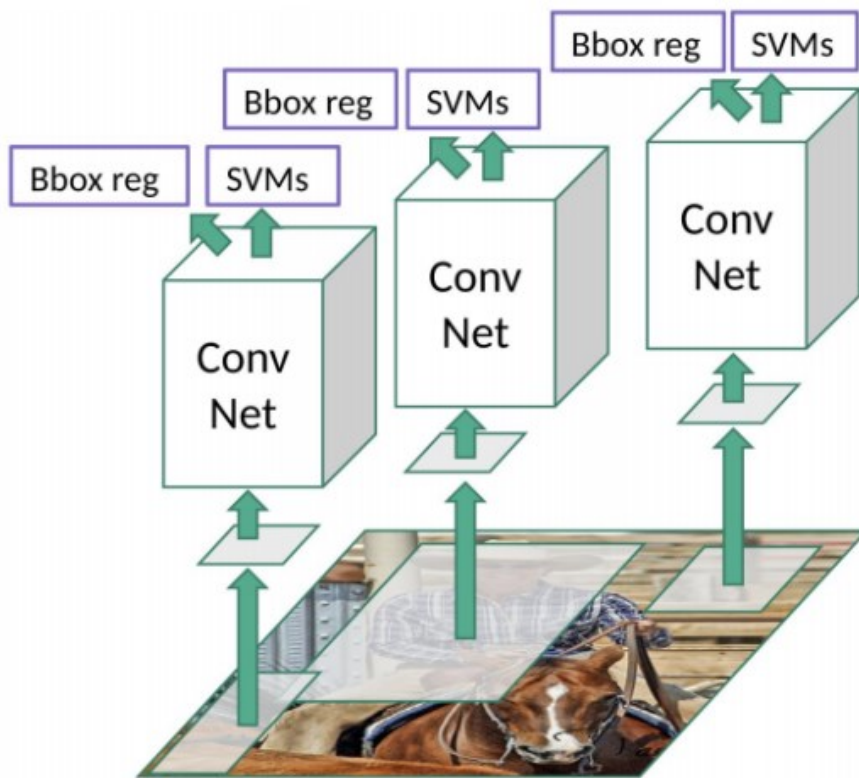 Bbox reg
SVMs
Bbox reg
SVMs
Bbox reg
SVMs
Conv
Net
Conv
Net
Conv
Net